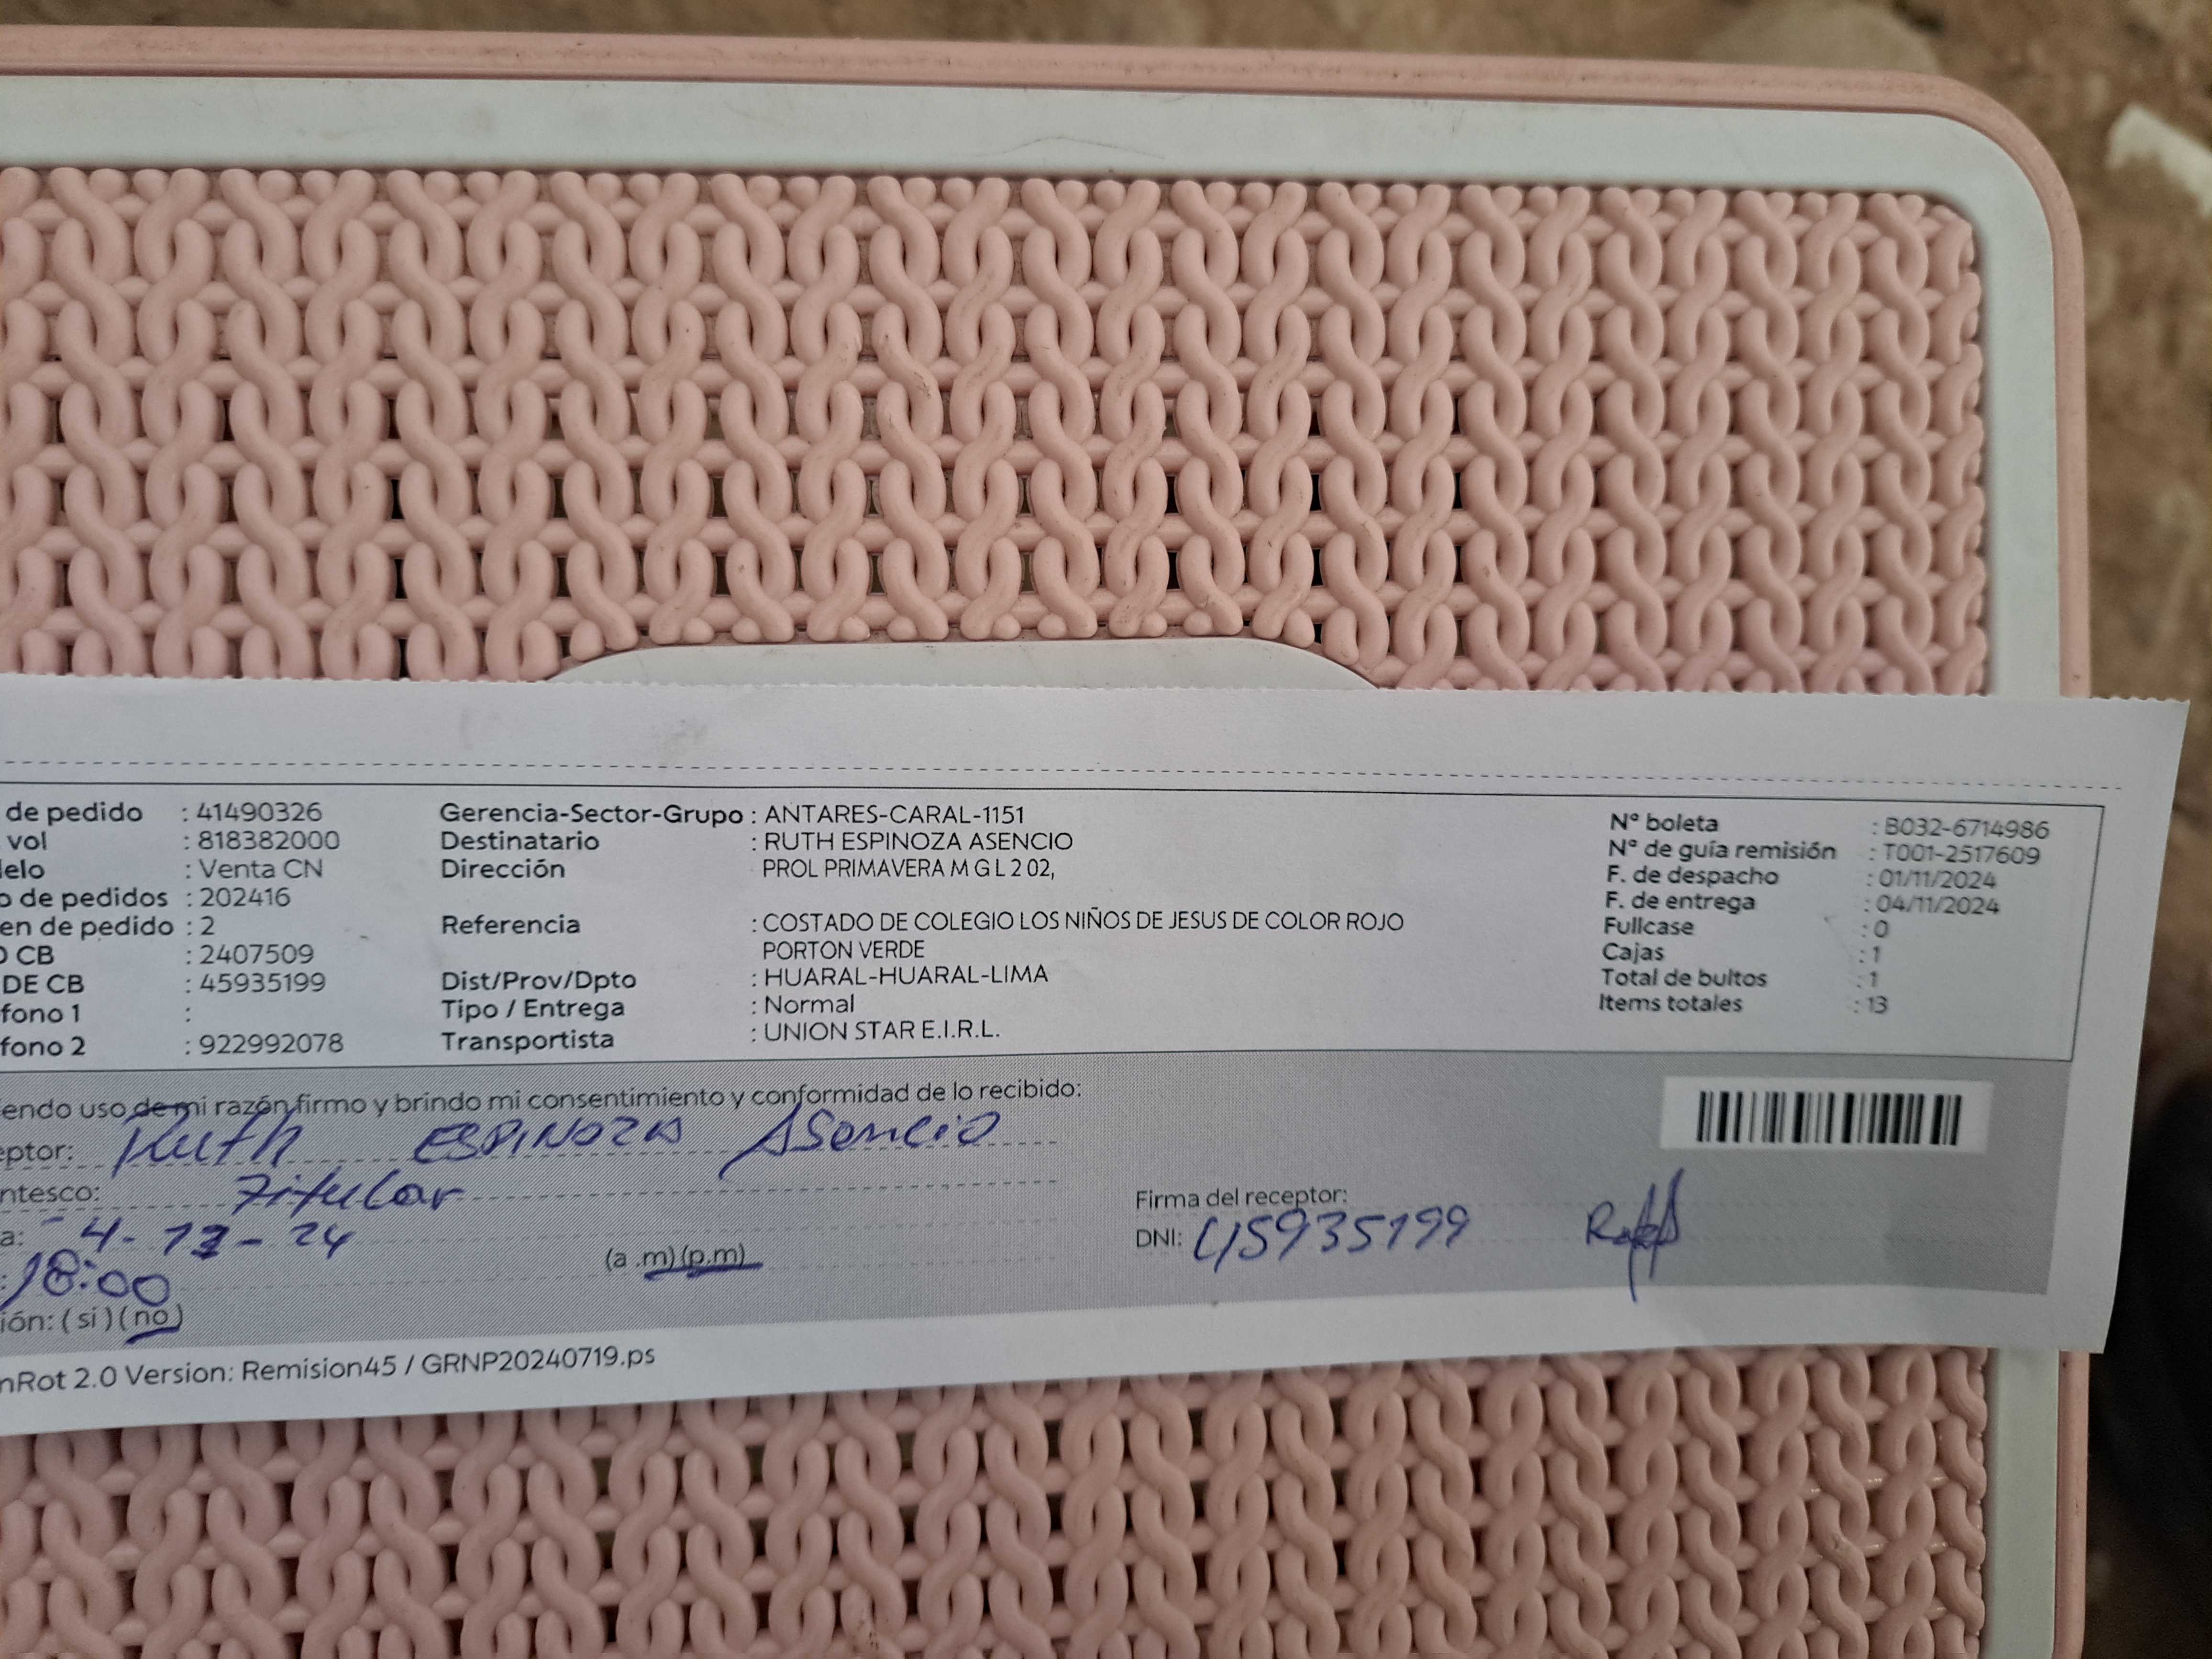 de pedido : 41490326
vol : 818382000
elo : Venta CN
o de pedidos : 202416
en de pedido : 2
O CB : 2407509
DE CB : 45935199
fono 1 :
fono 2 : 922992078
Gerencia-Sector-Grupo : ANTARES-CARAL-1151
Destinatario : RUTH ESPINOZA ASENCIO
Dirección PROL PRIMAVERA M G L 2 02,
Referencia : COSTADO DE COLEGIO LOS NIÑOS DE JESUS DE COLOR ROJO
PORTON VERDE
Dist/Prov/Dpto : HUARAL-HUARAL-LIMA
Tipo / Entrega : Normal
Transportista : UNION STAR E.I.R.L.
Nº boleta : B032-6714986
Nº de guía remisión : T001-2517609
F. de despacho : 01/11/2024
F. de entrega : 04/11/2024
Fullcase : 0
Cajas : 1
Total de bultos : 1
Items totales : 13
endo uso de mi razón firmo y brindo mi consentimiento y conformidad de lo recibido:
eptor: Ruth ESPINOZA Asencio
ntesco: Titular
a: 4- - 24
: 18:00 (a .m) (p.m)
ión: ( si ) ( no )
Firma del receptor:
DNI: 45935199
nRot 2.0 Version: Remision45 / GRNP20240719.ps